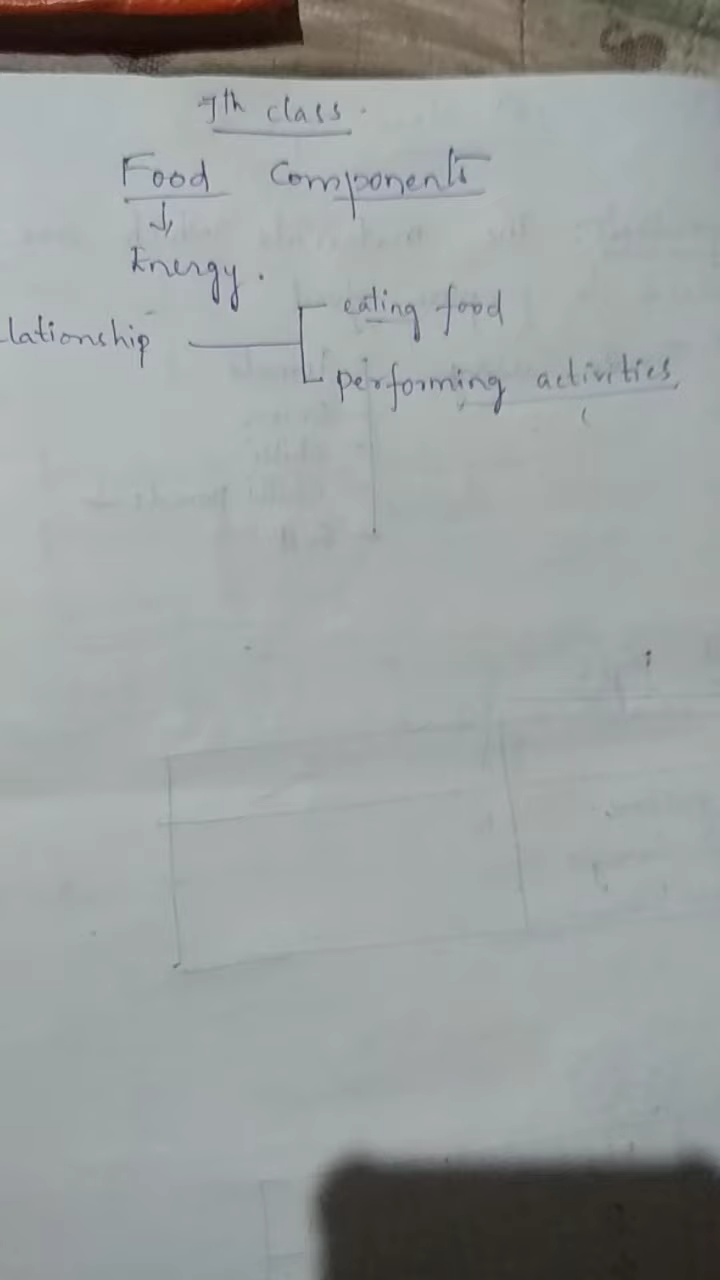 7th class.
Food Components
↓
Energy.
eating food
lationship
performing activities,